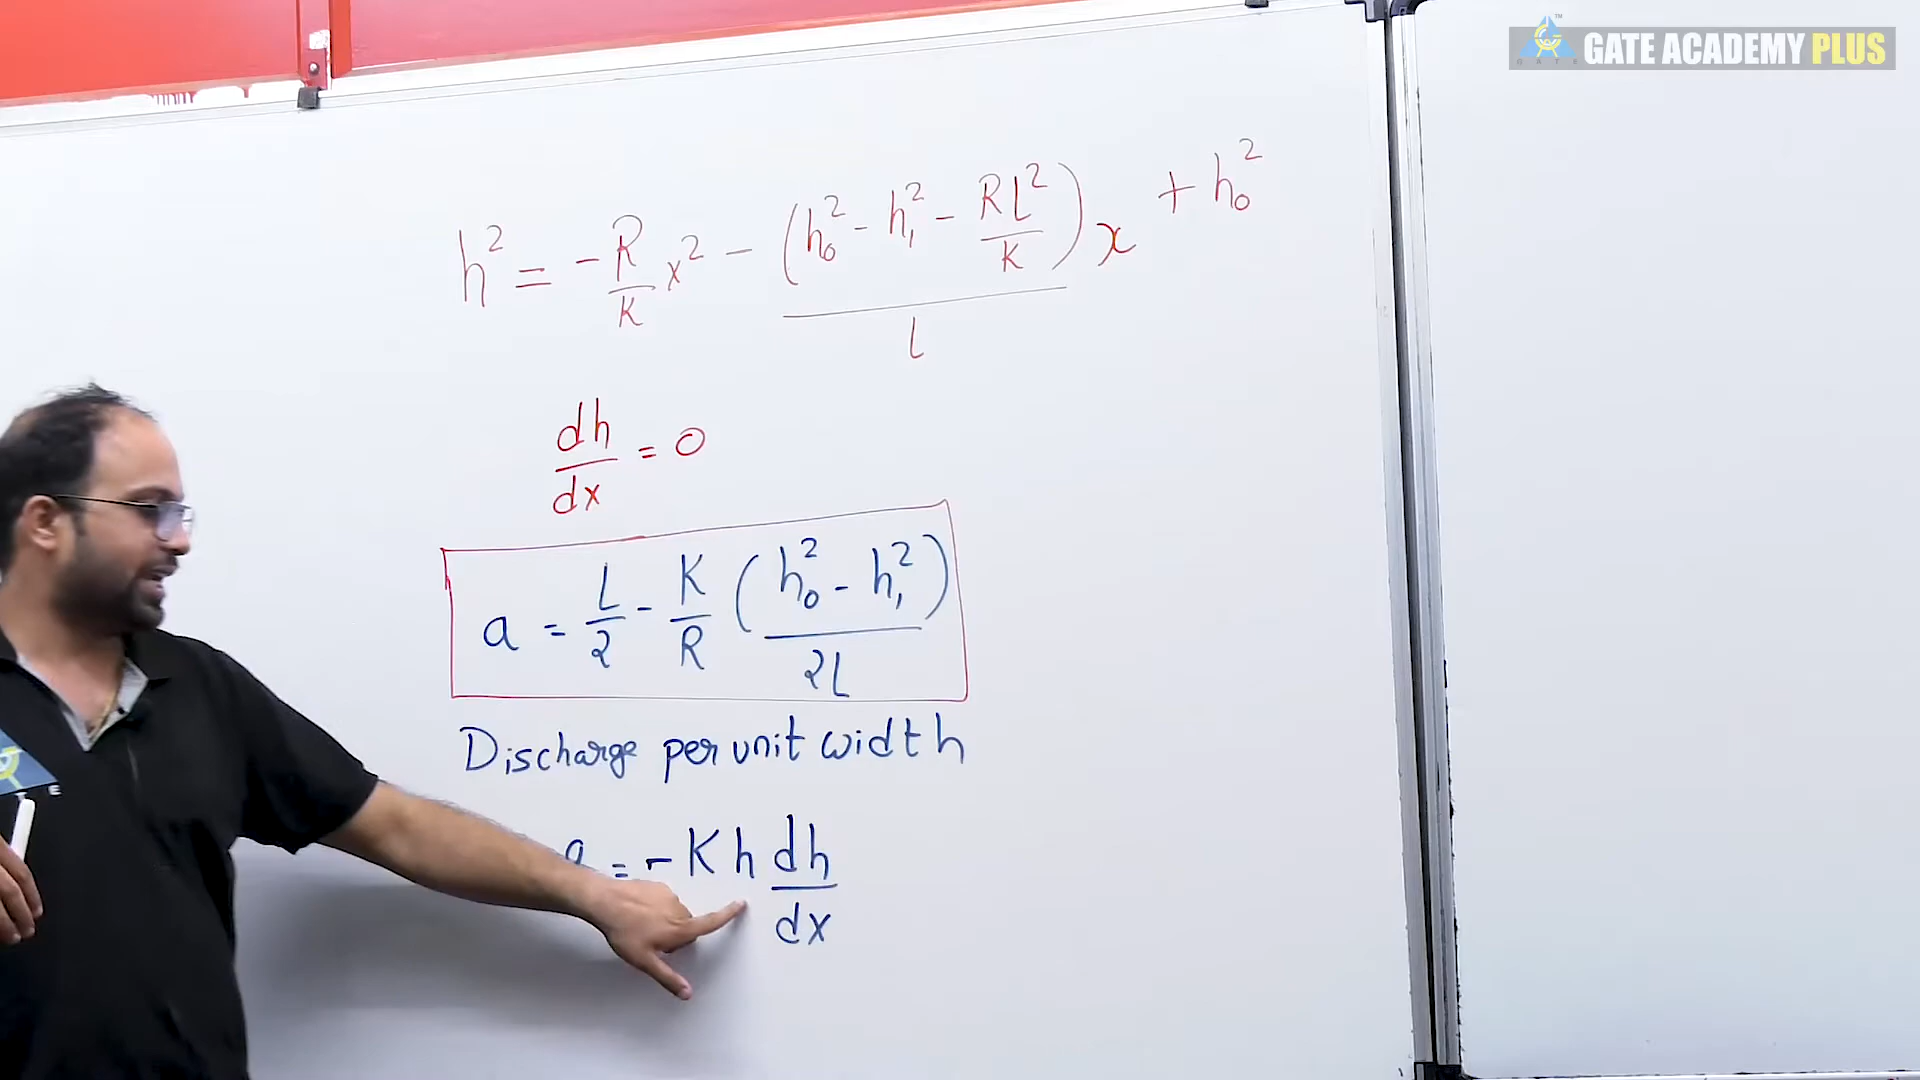 GATE ACADEMY PLUS
h² = -R/K x² - (h₀² - h₁² - RL²/K)/L x + h₀²
dh/dx = 0
a = L/2 - K/R (h₀² - h₁²)/2L
Discharge per unit width
= -K h dh/dx